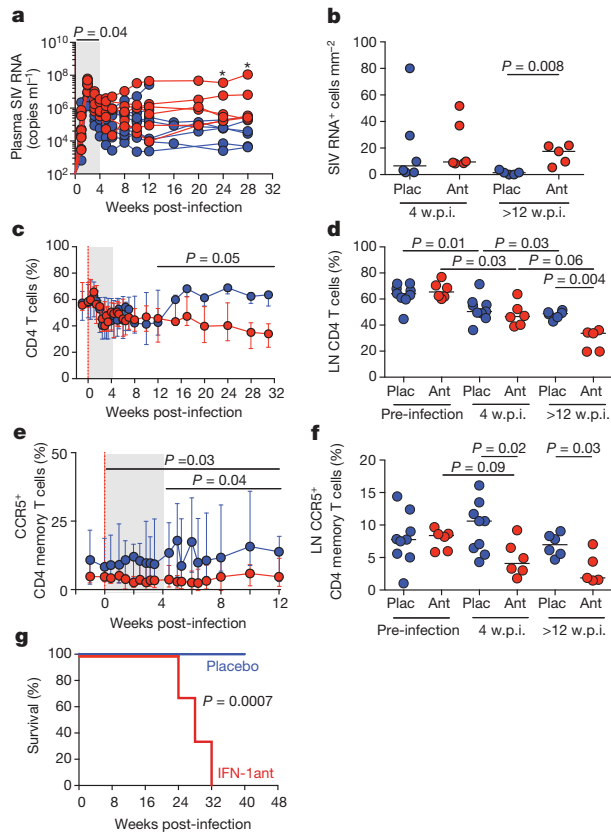 a
P = 0.04
Plasma SIV RNA
(copies ml⁻¹)
10¹⁰
10⁸
10⁶
10⁴
10²
* *
0 4 8 12 16 20 24 28 32
Weeks post-infection
b
SIV RNA⁺ cells mm⁻²
100
80
60
40
20
0
P = 0.008
Plac Ant Plac Ant
4 w.p.i. >12 w.p.i.
c
CD4 T cells (%)
100
80
60
40
20
0
P = 0.05
0 4 8 12 16 20 24 28 32
Weeks post-infection
d
LN CD4 T cells (%)
100
80
60
40
20
0
P = 0.01 P = 0.03
P = 0.03 P = 0.06
P = 0.004
Plac Ant Plac Ant Plac Ant
Pre-infection 4 w.p.i. >12 w.p.i.
e
CCR5⁺
CD4 memory T cells (%)
50
25
0
P =0.03
P = 0.04
0 4 8 12
Weeks post-infection
f
LN CCR5⁺
CD4 memory T cells (%)
20
15
10
5
0
P = 0.02 P = 0.03
P = 0.09
Plac Ant Plac Ant Plac Ant
Pre-infection 4 w.p.i. >12 w.p.i.
g
Survival (%)
100
80
60
40
20
0
Placebo
P = 0.0007
IFN-1ant
0 8 16 24 32 40 48
Weeks post-infection